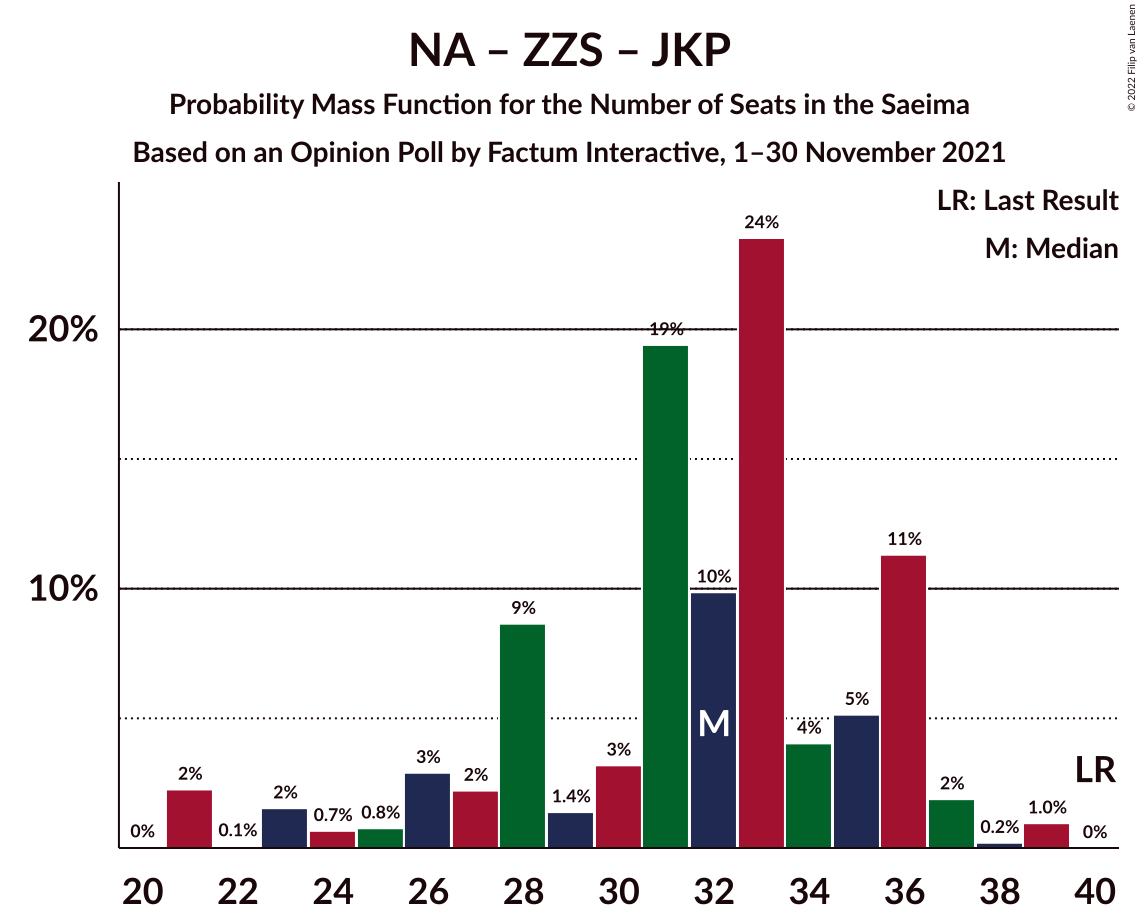 NA – ZZS – JKP
Probability Mass Function for the Number of Seats in the Saeima
Based on an Opinion Poll by Factum Interactive, 1–30 November 2021
© 2022 Filip van Laenen
LR: Last Result
M: Median
20%
10%
0%
2%
0.1%
2%
0.7%
0.8%
3%
2%
9%
1.4%
3%
19%
10%
24%
4%
5%
11%
2%
0.2%
1.0%
0%
M
LR
20 22 24 26 28 30 32 34 36 38 40